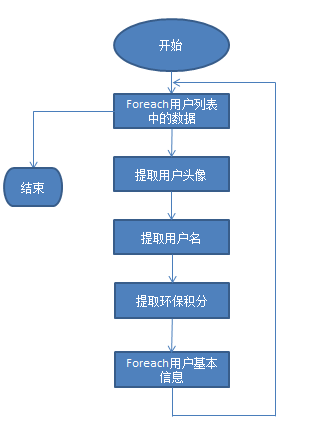 开始
Foreach用户列表
中的数据
提取用户头像
结束
提取用户名
提取环保积分
Foreach用户基本
信息